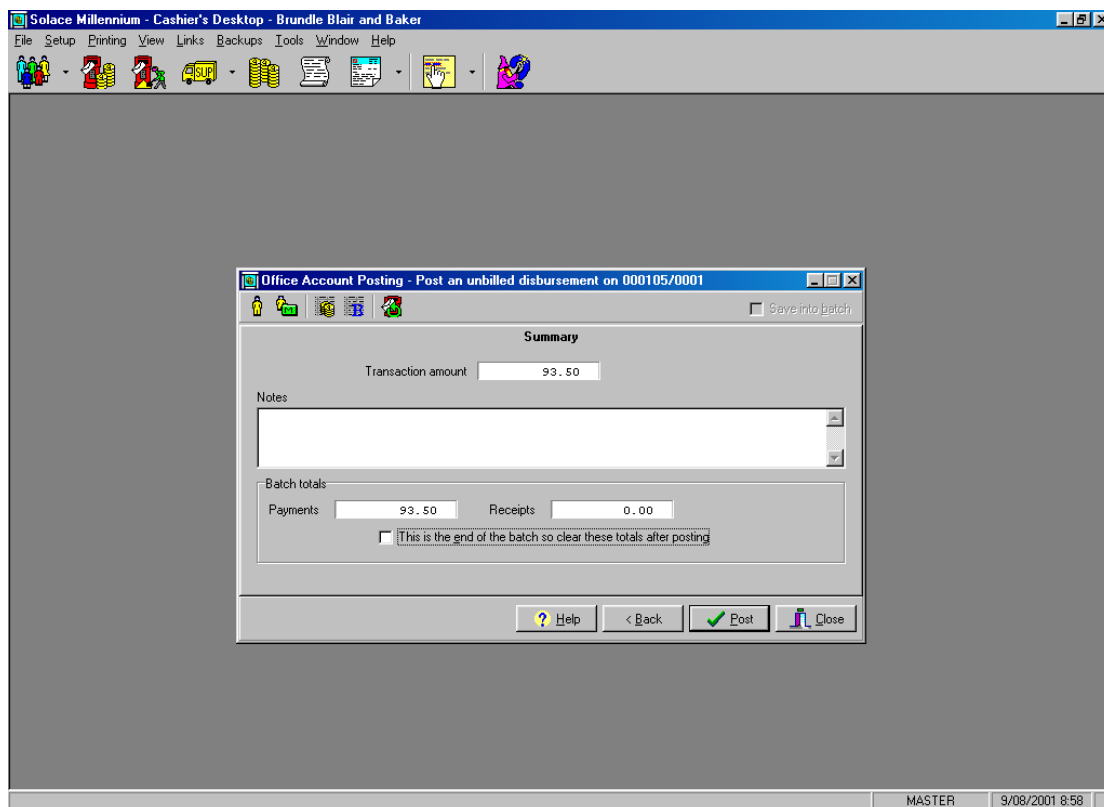 Solace Millennium - Cashier's Desktop - Brundle Blair and Baker
File Setup Printing View Links Backups Tools Window Help
SUP
Office Account Posting - Post an unbilled disbursement on 000105/0001
Save into batch
Summary
Transaction amount 93.50
Notes
Batch totals
Payments 93.50 Receipts 0.00
This is the end of the batch so clear these totals after posting
? Help < Back Post Close
MASTER 9/08/2001 8:58